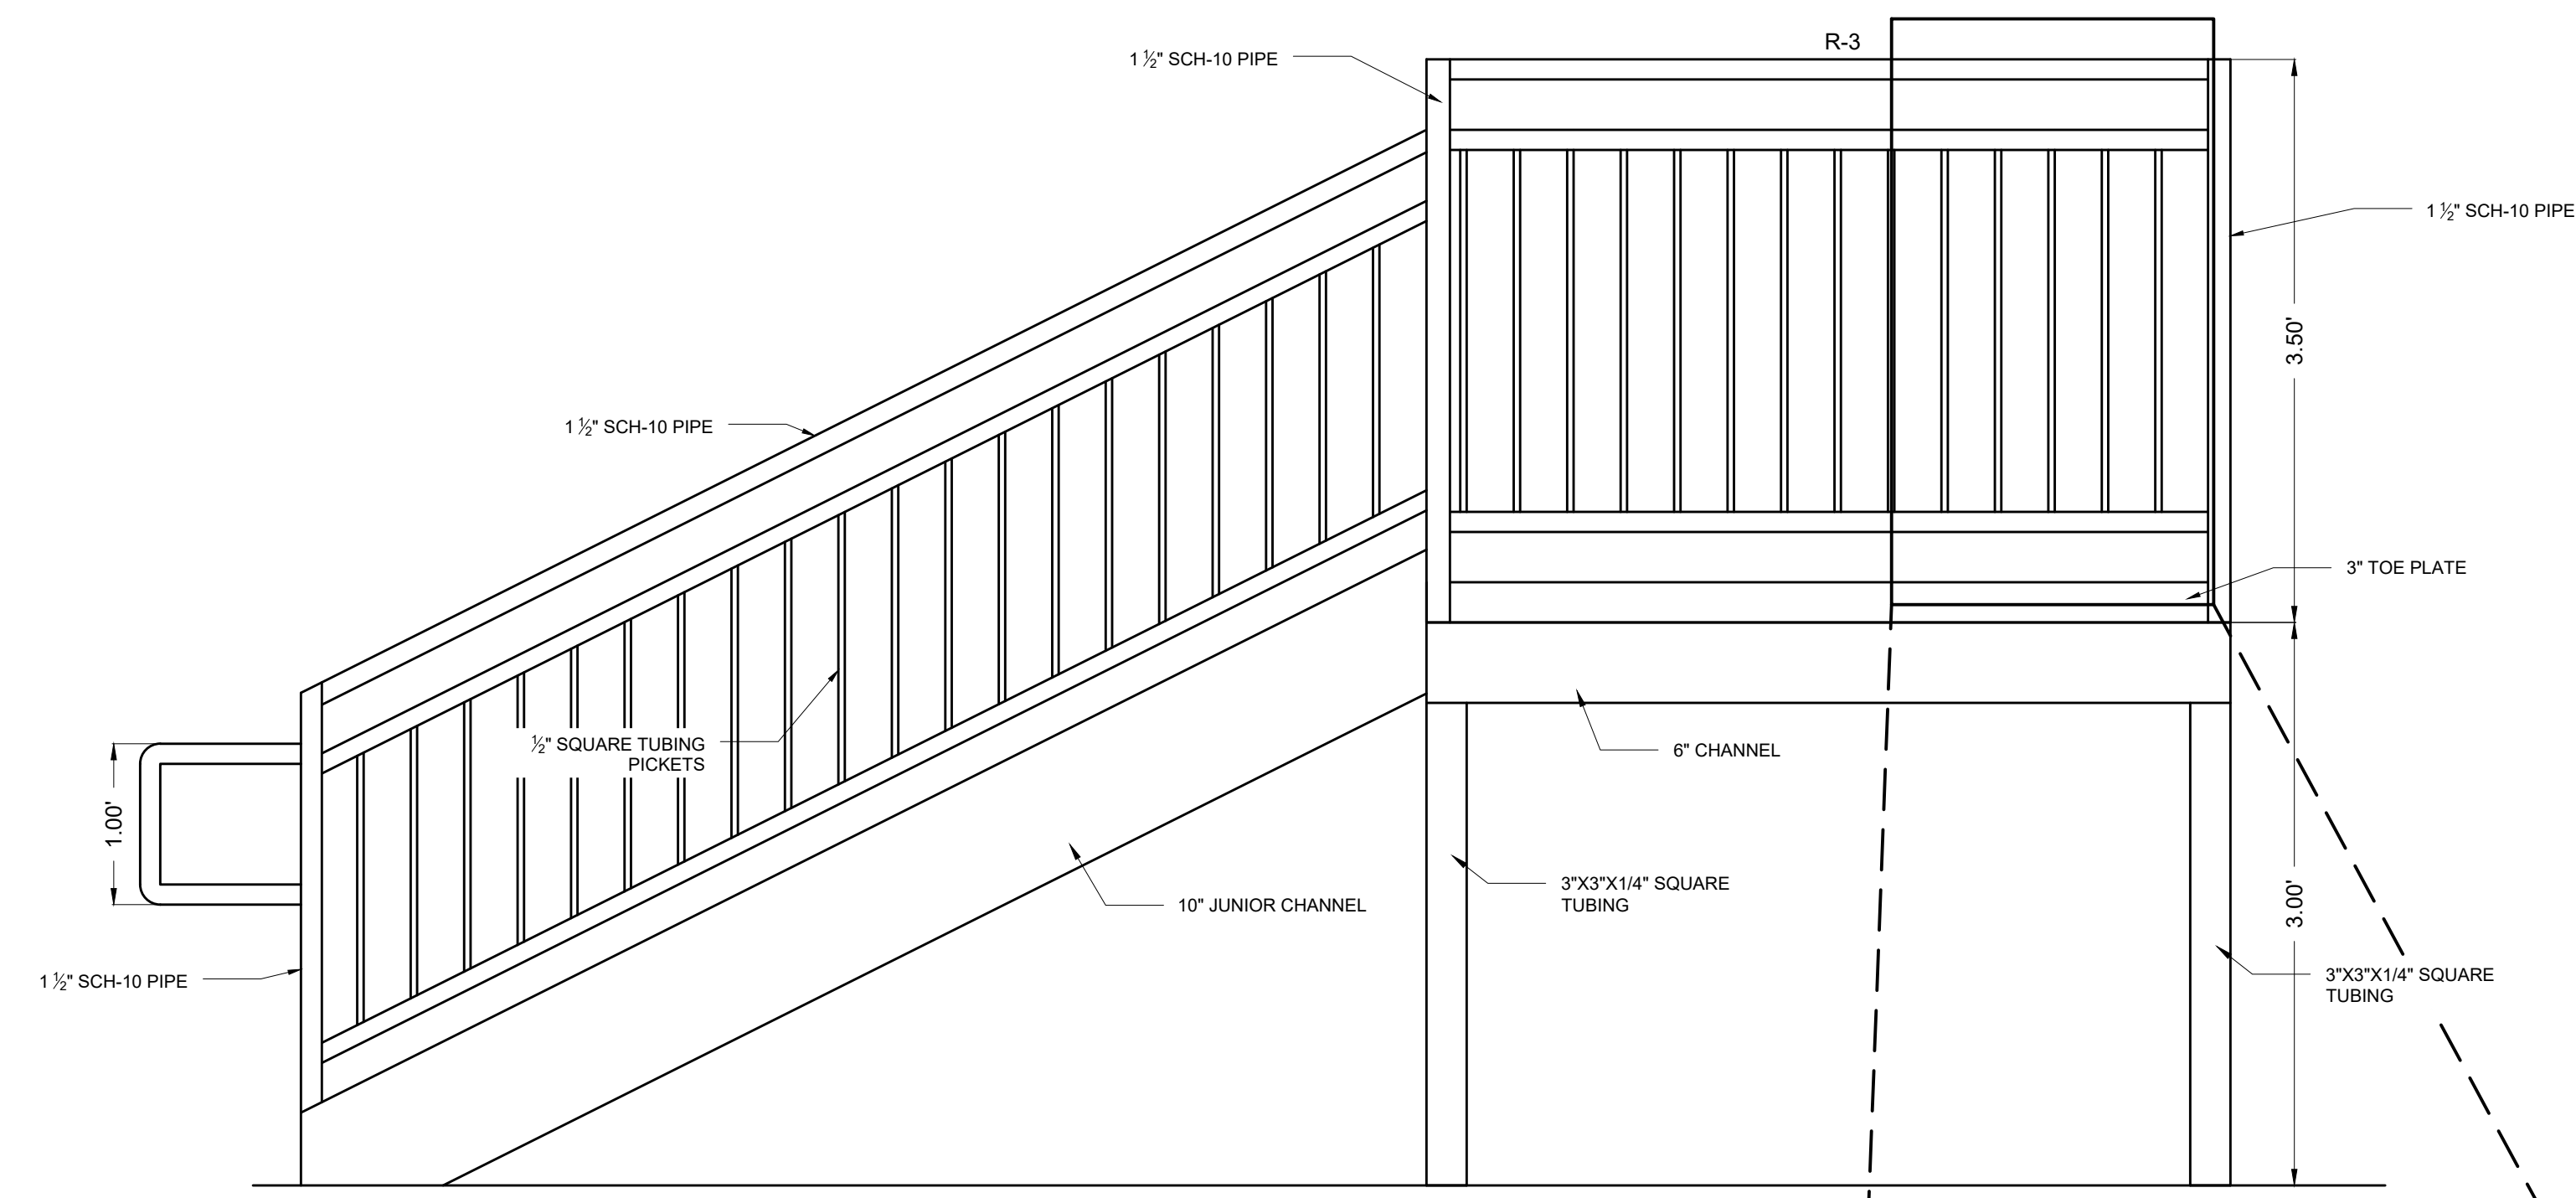 R-3
1 ½" SCH-10 PIPE
1 ½" SCH-10 PIPE
3.50'
1 ½" SCH-10 PIPE
3" TOE PLATE
½" SQUARE TUBING
PICKETS
6" CHANNEL
1.00'
3"X3"X1/4" SQUARE
TUBING
10" JUNIOR CHANNEL
3.00'
1 ½" SCH-10 PIPE
3"X3"X1/4" SQUARE
TUBING